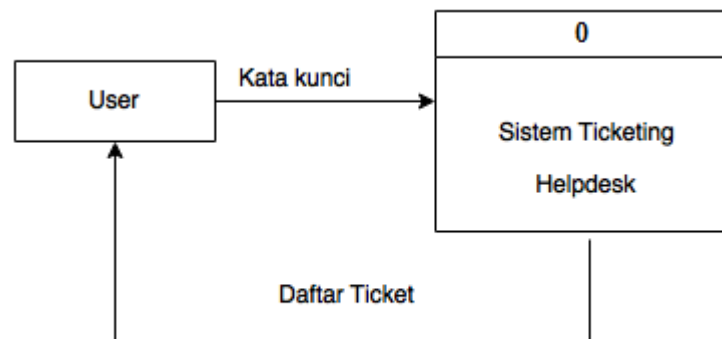 0
User
Kata kunci
Sistem Ticketing
Helpdesk
Daftar Ticket